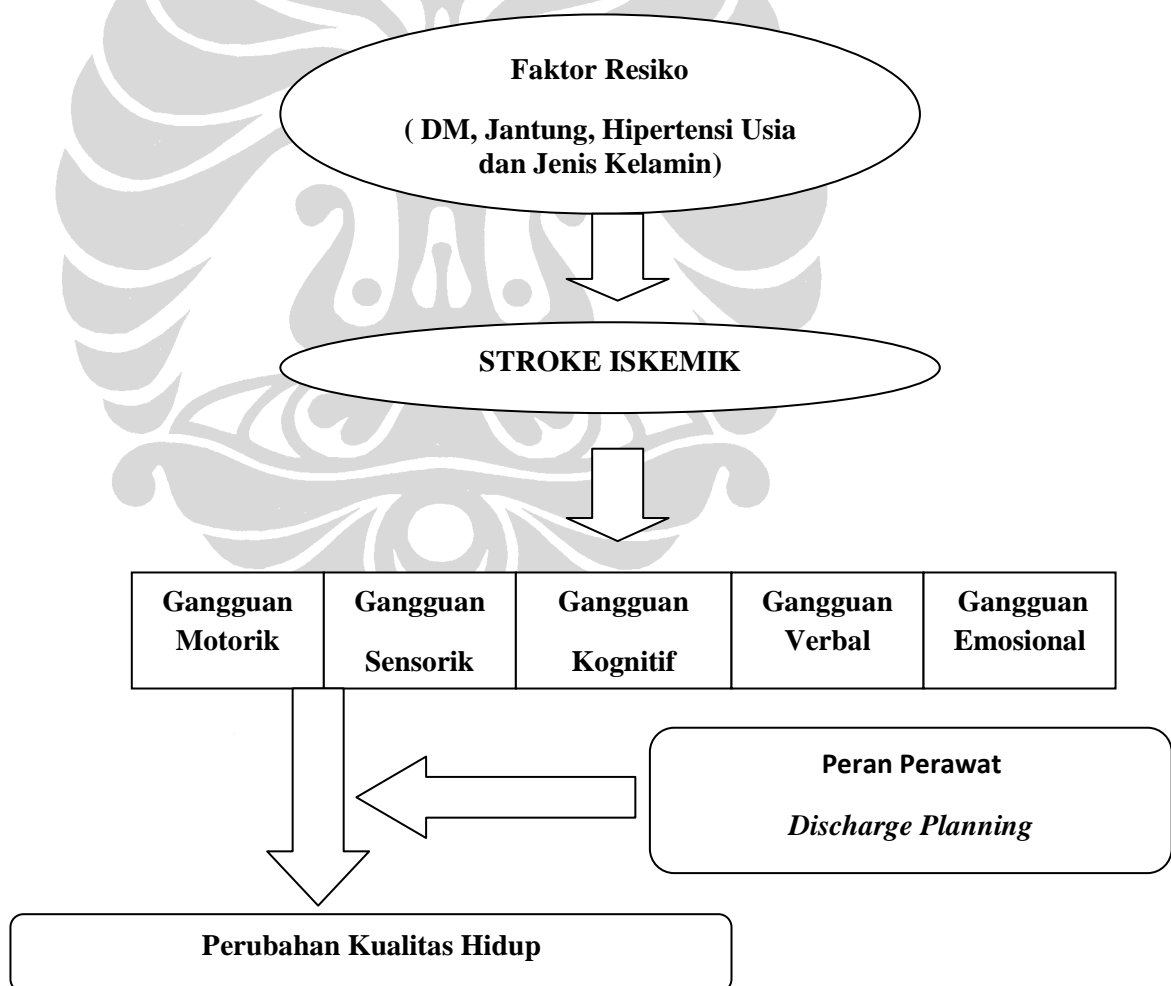 Faktor Resiko
( DM, Jantung, Hipertensi Usia
dan Jenis Kelamin)
STROKE ISKEMIK
Gangguan
Motorik
Gangguan
Sensorik
Gangguan
Kognitif
Gangguan
Verbal
Gangguan
Emosional
Peran Perawat
Discharge Planning
Perubahan Kualitas Hidup